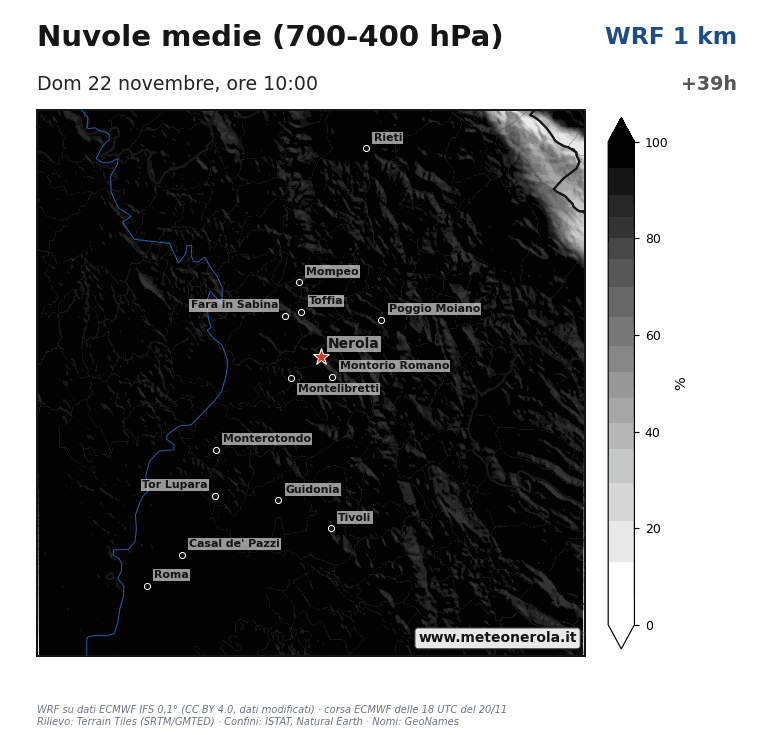 Nuvole medie (700-400 hPa)
WRF 1 km
Dom 22 novembre, ore 10:00
+39h
Rieti
Mompeo
Toffia
Fara in Sabina
Poggio Moiano
Nerola
Montorio Romano
Montelibretti
Monterotondo
Tor Lupara
Guidonia
Tivoli
Casal de' Pazzi
Roma
www.meteonerola.it
100
80
60
40
20
0
%
WRF su dati ECMWF IFS 0,1° (CC BY 4.0, dati modificati) · corsa ECMWF delle 18 UTC del 20/11
Rilievo: Terrain Tiles (SRTM/GMTED) · Confini: ISTAT, Natural Earth · Nomi: GeoNames